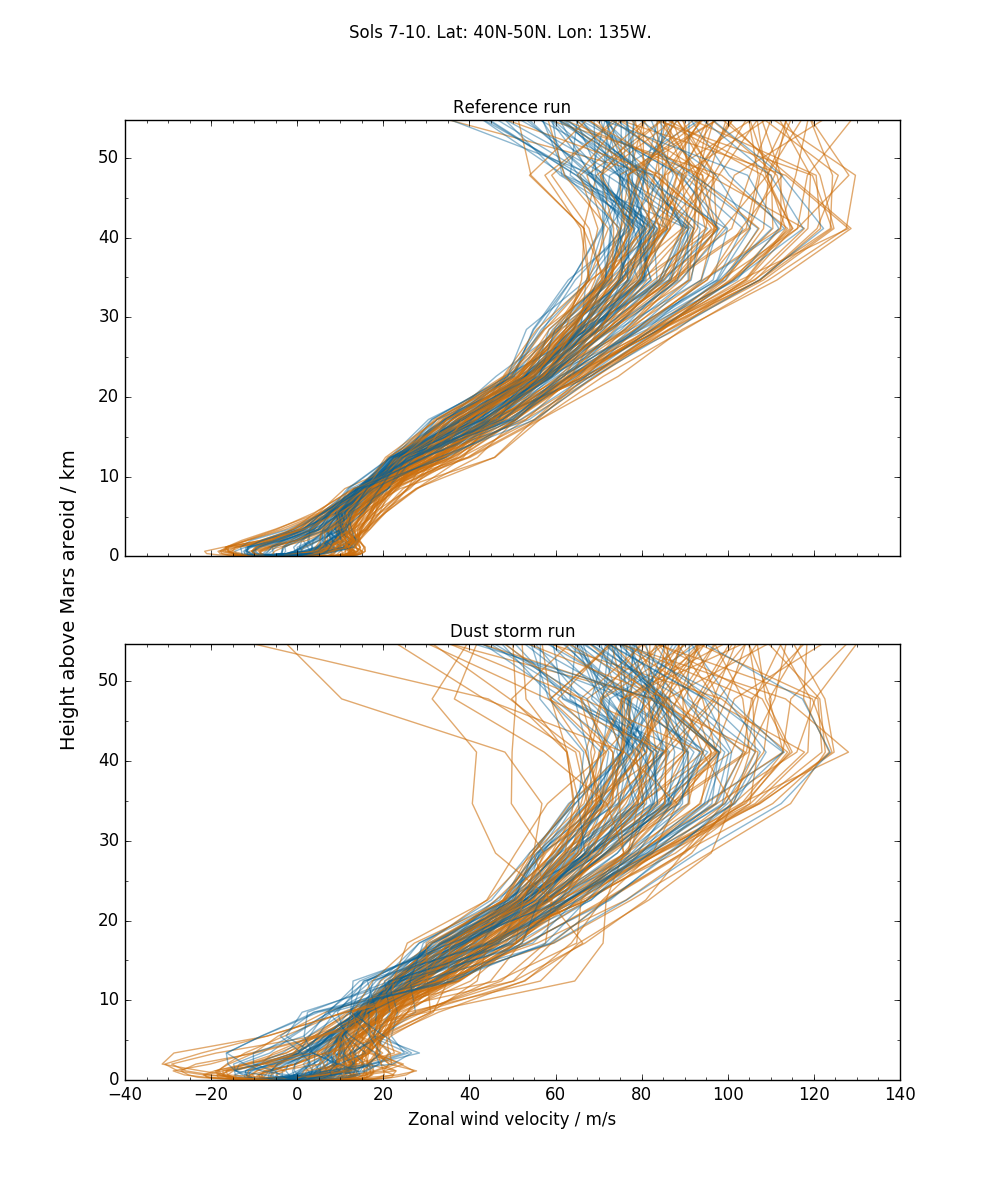 Sols 7-10. Lat: 40N-50N. Lon: 135W.
Reference run
50
40
30
20
10
0
Height above Mars areoid / km
Dust storm run
50
40
30
20
10
0
−40 −20 0 20 40 60 80 100 120 140
Zonal wind velocity / m/s